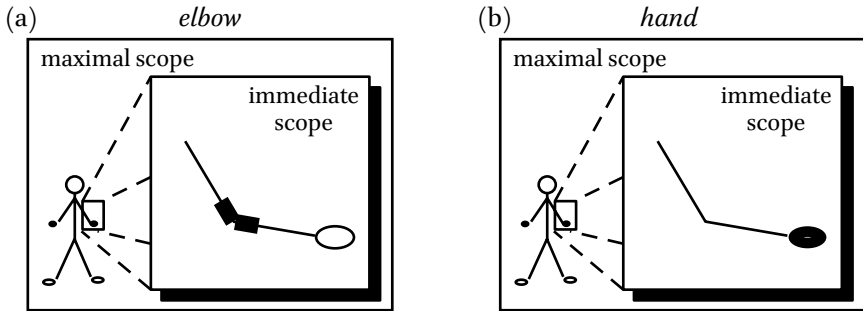 (a) elbow
maximal scope
immediate
scope
(b) hand
maximal scope
immediate
scope